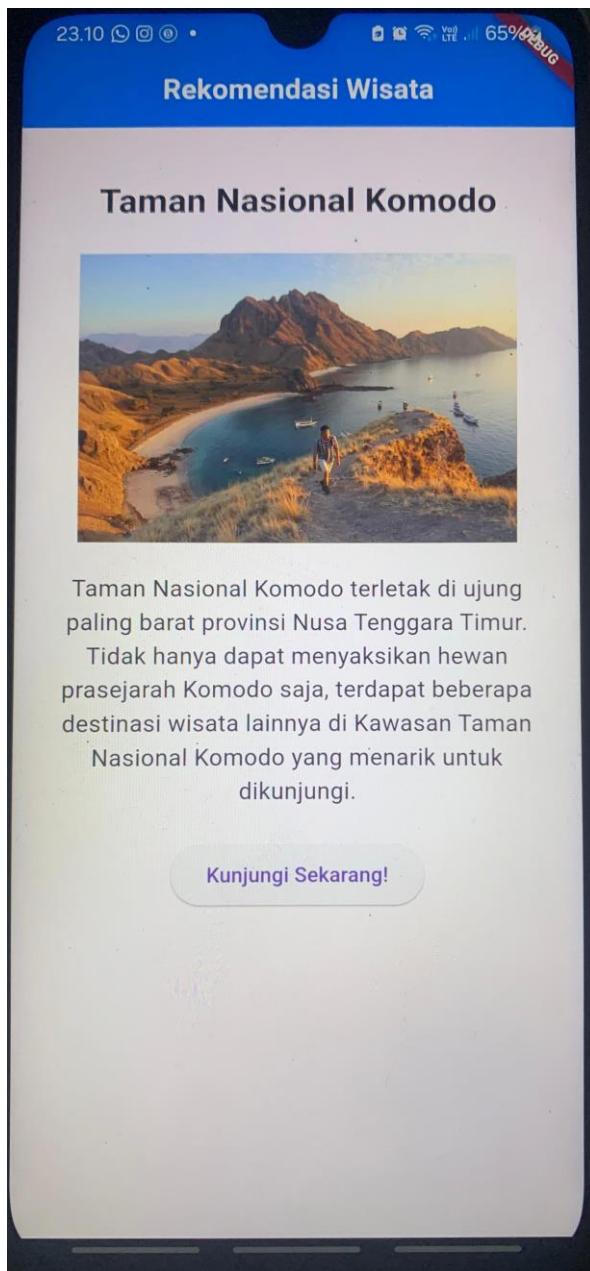 23.10
Voi) LTE 65%
DEBUG
Rekomendasi Wisata
Taman Nasional Komodo
Taman Nasional Komodo terletak di ujung
paling barat provinsi Nusa Tenggara Timur.
Tidak hanya dapat menyaksikan hewan
prasejarah Komodo saja, terdapat beberapa
destinasi wisata lainnya di Kawasan Taman
Nasional Komodo yang menarik untuk
dikunjungi.
Kunjungi Sekarang!